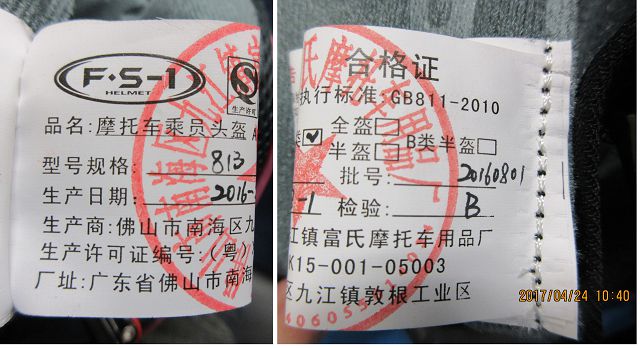 F·S-1
HELMET
生产许可
品名：摩托车乘员头盔 A
型号规格：813
生产日期：2016-
生产商：佛山市南海区九
生产许可证编号：（粤）
厂址：广东省佛山市南海
合格证
执行标准：GB811-2010
类☑ 全盔□
半盔□ B类半盔□
批号：20160801
-1 检验：B
江镇富氏摩托车用品厂
K15-001-05003
区九江镇敦根工业区
2017/04/24 10:40